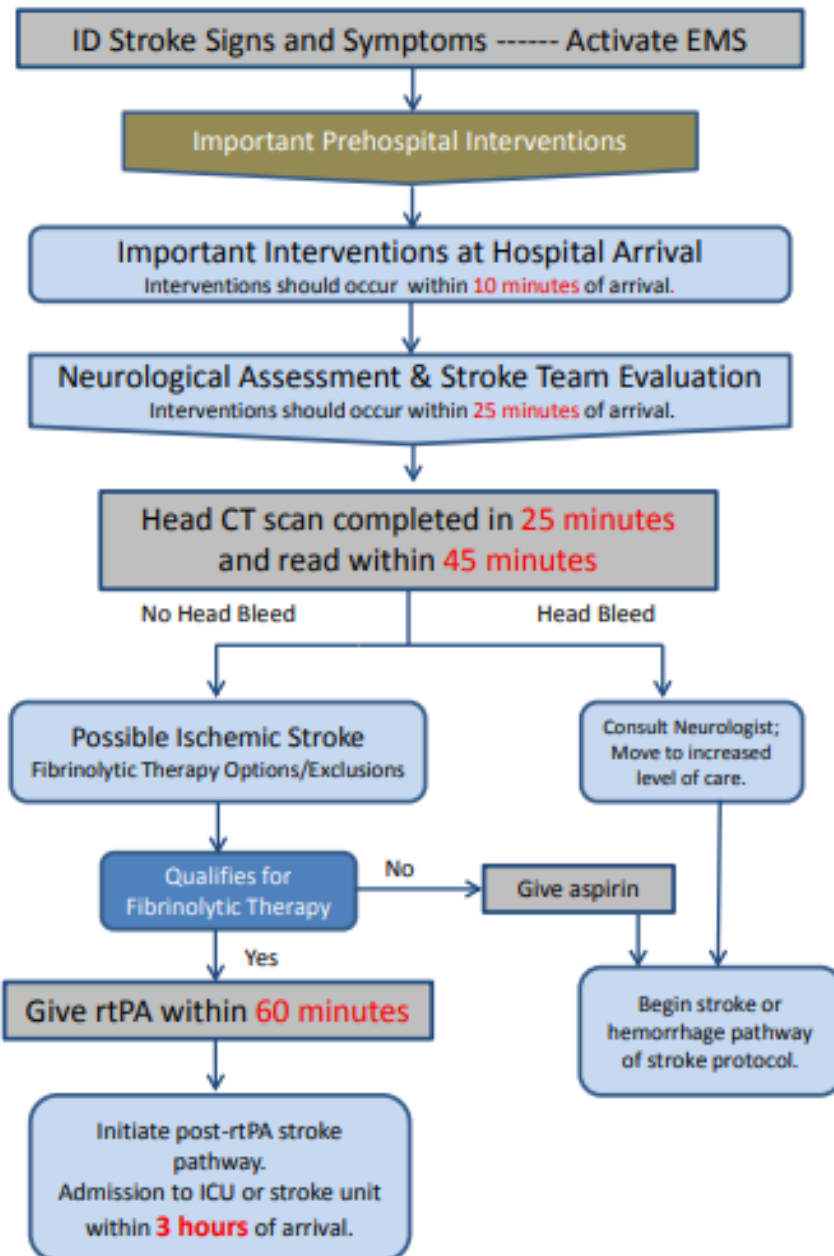 ID Stroke Signs and Symptoms ------ Activate EMS
Important Prehospital Interventions
Important Interventions at Hospital Arrival
Interventions should occur within 10 minutes of arrival.
Neurological Assessment & Stroke Team Evaluation
Interventions should occur within 25 minutes of arrival.
Head CT scan completed in 25 minutes
and read within 45 minutes
No Head Bleed
Head Bleed
Possible Ischemic Stroke
Fibrinolytic Therapy Options/Exclusions
Consult Neurologist;
Move to increased
level of care.
Qualifies for
Fibrinolytic Therapy
No
Give aspirin
Yes
Give rtPA within 60 minutes
Begin stroke or
hemorrhage pathway
of stroke protocol.
Initiate post-rtPA stroke
pathway.
Admission to ICU or stroke unit
within 3 hours of arrival.